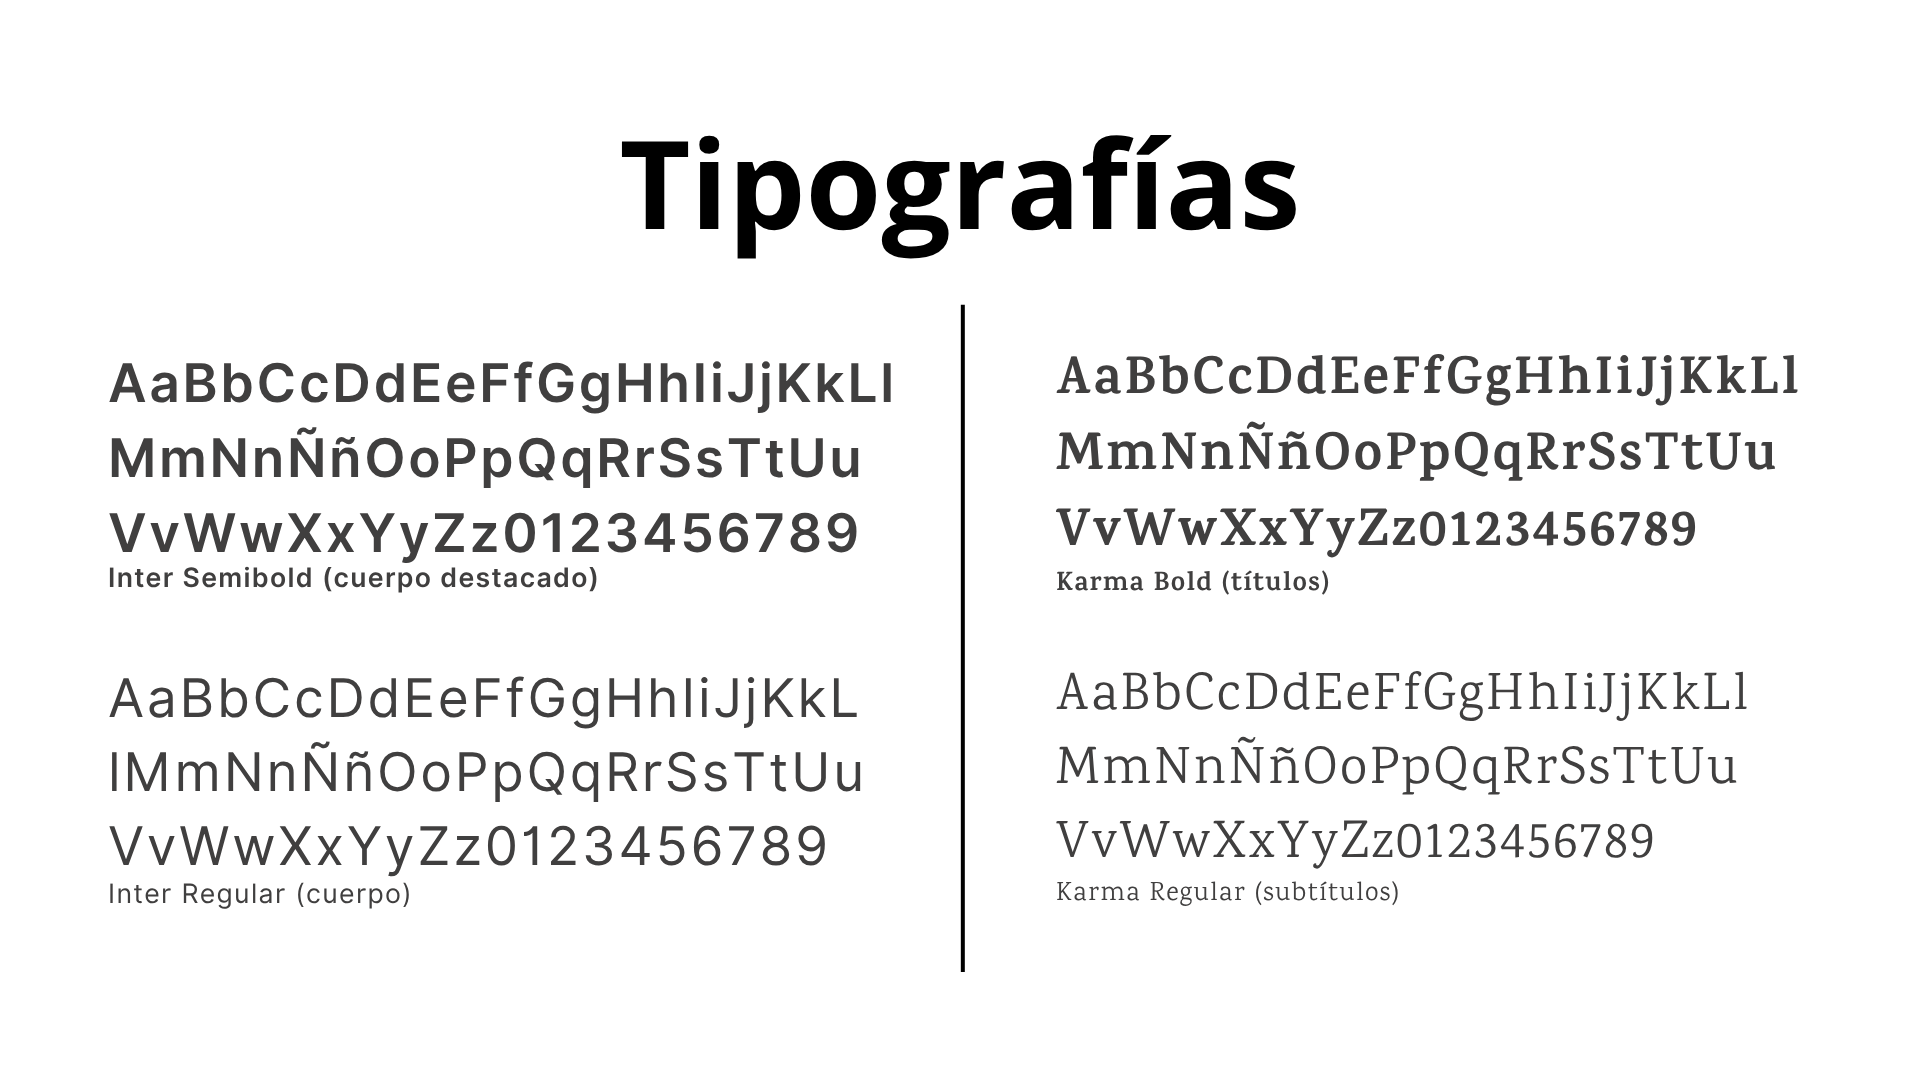 Tipografías
AaBbCcDdEeFfGgHhIiJjKkLl
MmNnÑñOoPpQqRrSsTtUu
VvWwXxYyZz0123456789
Inter Semibold (cuerpo destacado)
AaBbCcDdEeFfGgHhIiJjKkL
lMmNnÑñOoPpQqRrSsTtUu
VvWwXxYyZz0123456789
Inter Regular (cuerpo)
AaBbCcDdEeFfGgHhIiJjKkLl
MmNnÑñOoPpQqRrSsTtUu
VvWwXxYyZz0123456789
Karma Bold (títulos)
AaBbCcDdEeFfGgHhIiJjKkLl
MmNnÑñOoPpQqRrSsTtUu
VvWwXxYyZz0123456789
Karma Regular (subtítulos)